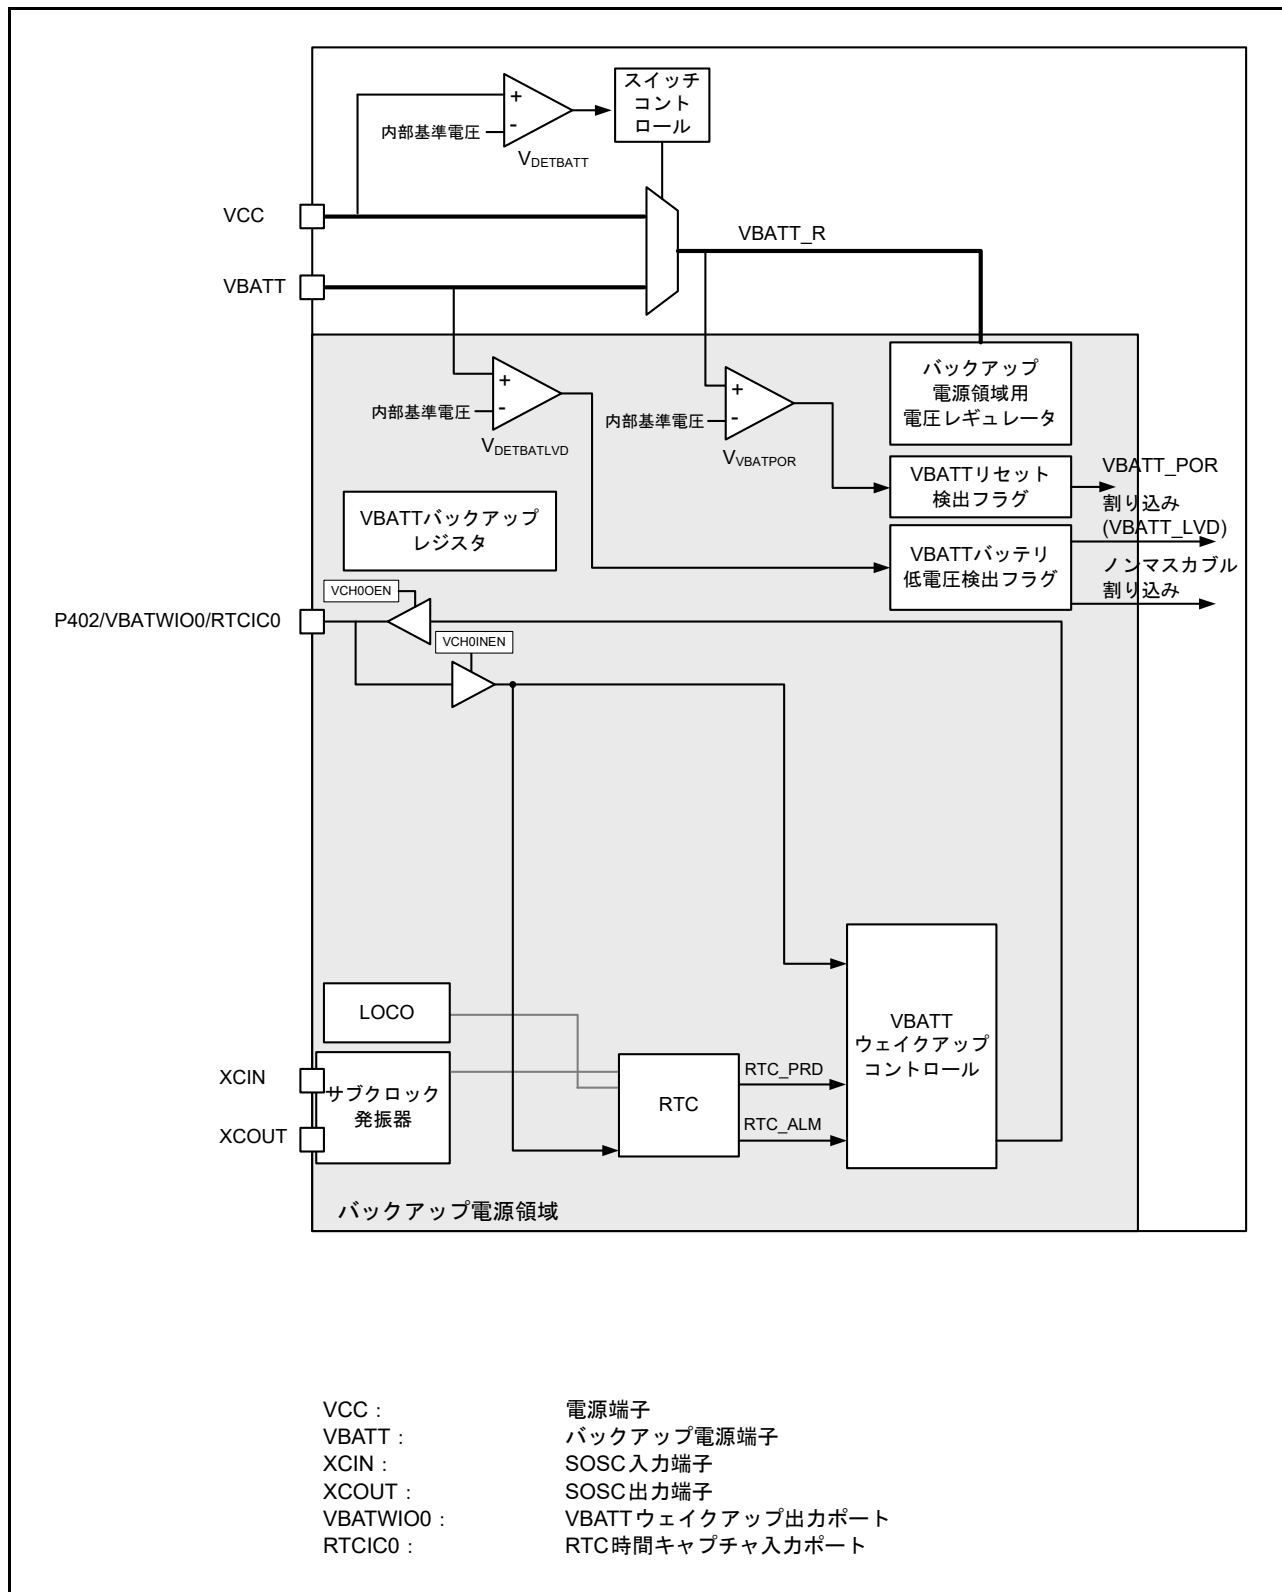 スイッチ
コント
ロール
内部基準電圧
+
-
VDETBATT
VCC
VBATT_R
VBATT
バックアップ
電源領域用
電圧レギュレータ
+
内部基準電圧
-
VDETBATLVD
+
内部基準電圧
-
VVBATPOR
VBATTリセット
検出フラグ
VBATT_POR
割り込み
(VBATT_LVD)
VBATTバックアップ
レジスタ
VBATTバッテリ
低電圧検出フラグ
ノンマスカブル
割り込み
VCH0OEN
P402/VBATWIO0/RTCIC0
VCH0INEN
LOCO
VBATT
ウェイクアップ
コントロール
XCIN
サブクロック
発振器
XCOUT
RTC
RTC_PRD
RTC_ALM
バックアップ電源領域
VCC : 電源端子
VBATT : バックアップ電源端子
XCIN : SOSC入力端子
XCOUT : SOSC出力端子
VBATWIO0 : VBATTウェイクアップ出力ポート
RTCIC0 : RTC時間キャプチャ入力ポート